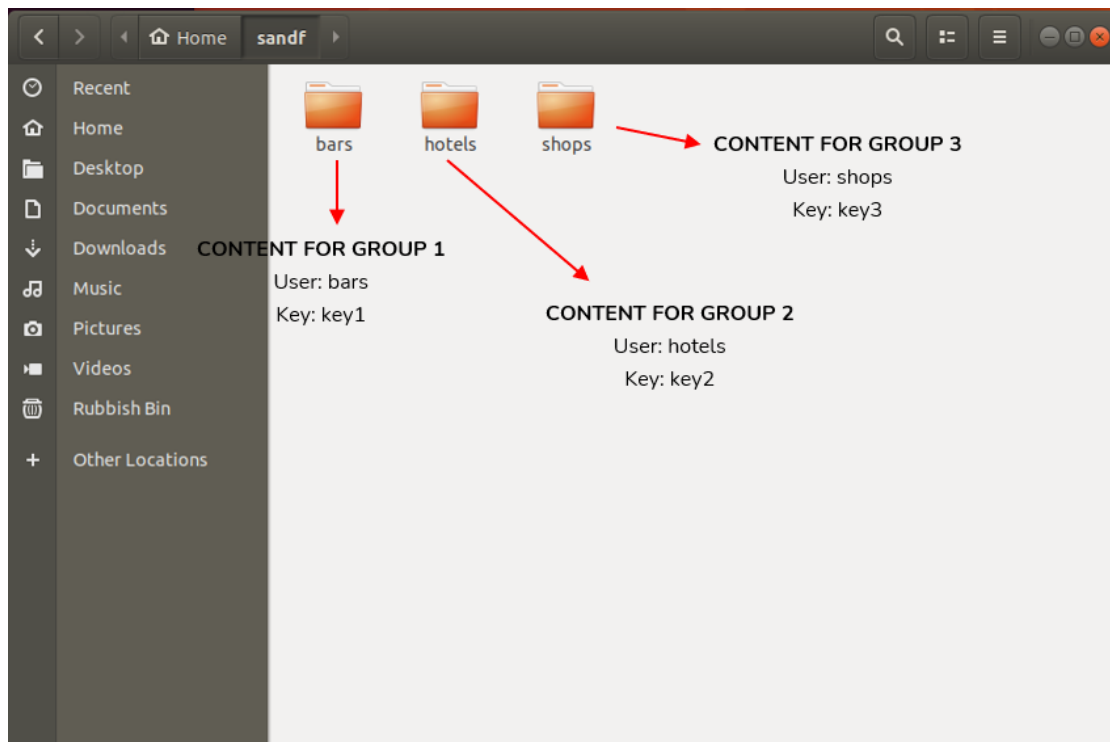 Home
sandf
Recent
Home
Desktop
Documents
Downloads
Music
Pictures
Videos
Rubbish Bin
Other Locations
bars
hotels
shops
CONTENT FOR GROUP 1
User: bars
Key: key1
CONTENT FOR GROUP 2
User: hotels
Key: key2
CONTENT FOR GROUP 3
User: shops
Key: key3